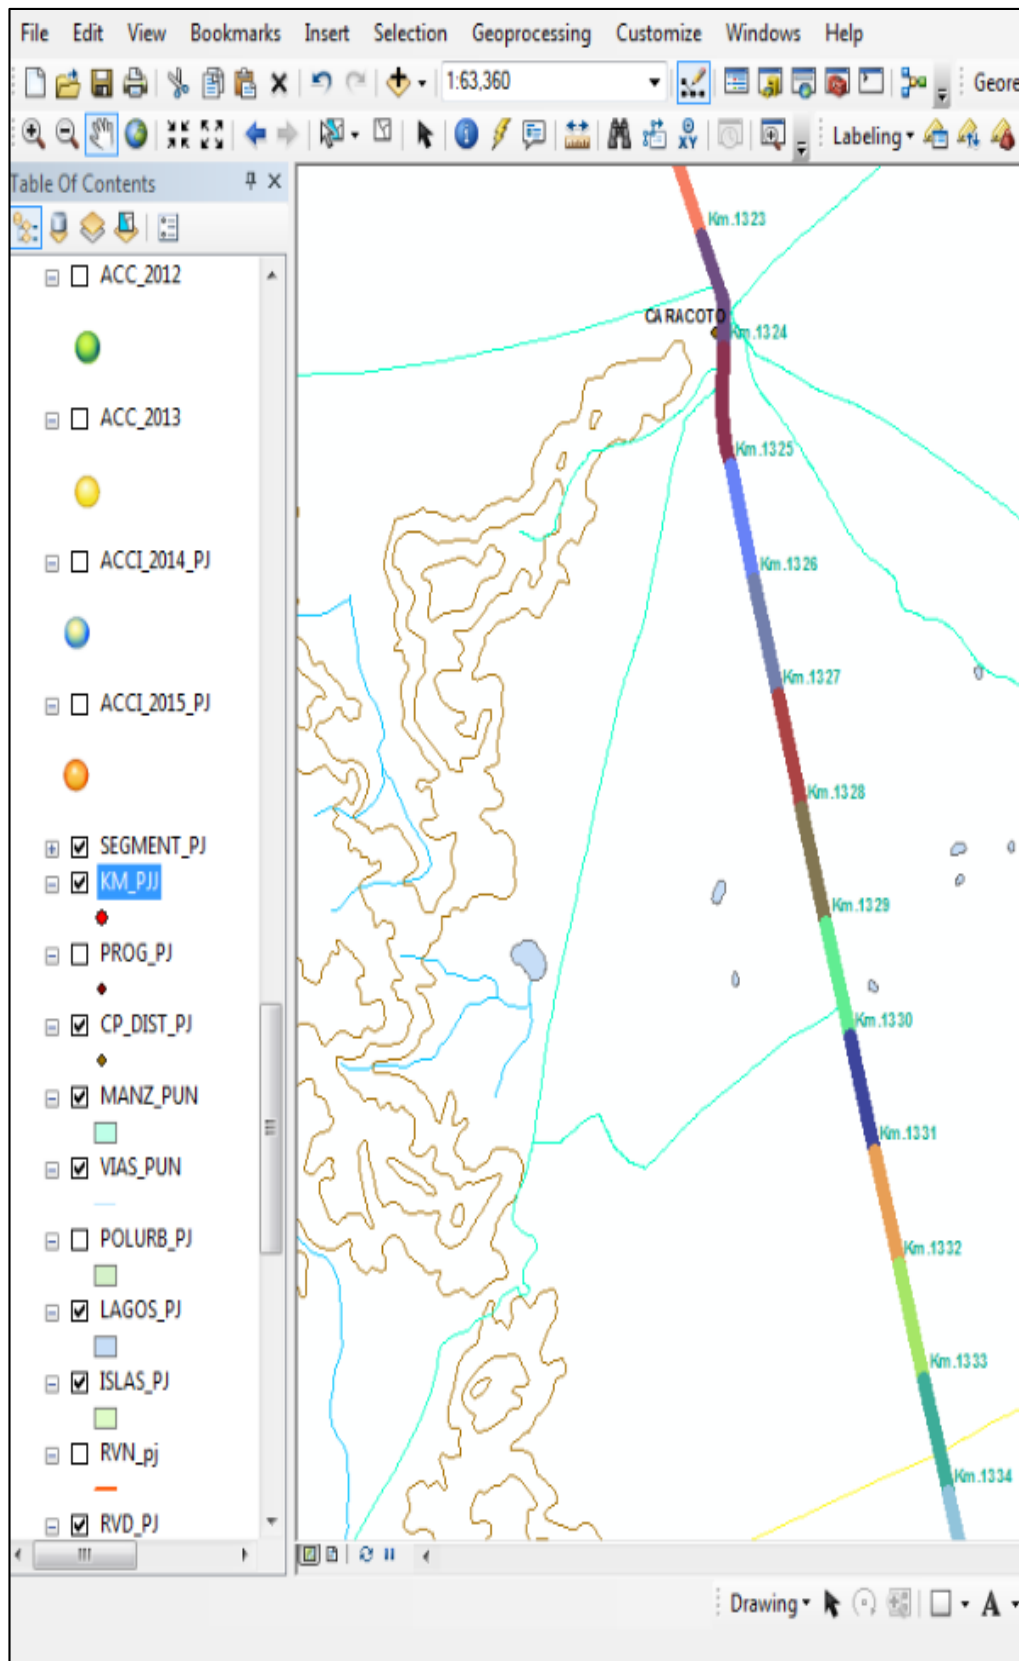 File Edit View Bookmarks Insert Selection Geoprocessing Customize Windows Help
1:63,360
Geore
Labeling
Table Of Contents
ACC_2012
ACC_2013
ACCI_2014_PJ
ACCI_2015_PJ
SEGMENT_PJ
KM_PJJ
PROG_PJ
CP_DIST_PJ
MANZ_PUN
VIAS_PUN
POLURB_PJ
LAGOS_PJ
ISLAS_PJ
RVN_pj
RVD_PJ
Km.1323
CARACOTO
Km.1324
Km.1325
Km.1326
Km.1327
Km.1328
Km.1329
Km.1330
Km.1331
Km.1332
Km.1333
Km.1334
Drawing